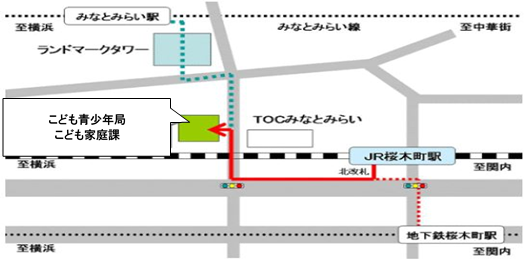 みなとみらい駅
至横浜
みなとみらい線
至中華街
ランドマークタワー
こども青少年局
こども家庭課
TOCみなとみらい
JR桜木町駅
至横浜
北改札
至関内
地下鉄桜木町駅
至横浜
至関内